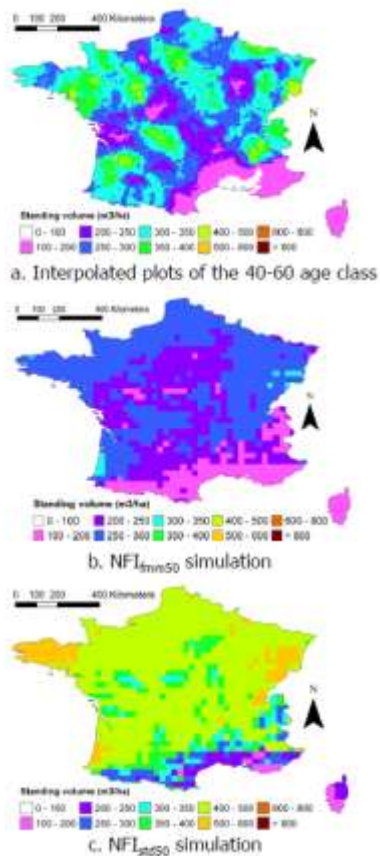 0 100 200 400 Kilometers
N
Standing volume (m3/ha)
0 - 100 200 - 250 300 - 350 400 - 500 600 - 800
100 - 200 250 - 300 350 - 400 500 - 600 > 800
a. Interpolated plots of the 40-60 age class
0 100 200 400 Kilometers
N
Standing volume (m3/ha)
0 - 100 200 - 250 300 - 350 400 - 500 600 - 800
100 - 200 250 - 300 350 - 400 500 - 600 > 800
b. NFIfmm50 simulation
0 100 200 400 Kilometers
N
Standing volume (m3/ha)
0 - 100 200 - 250 300 - 350 400 - 500 600 - 800
100 - 200 250 - 300 350 - 400 500 - 600 > 800
c. NFIstd50 simulation